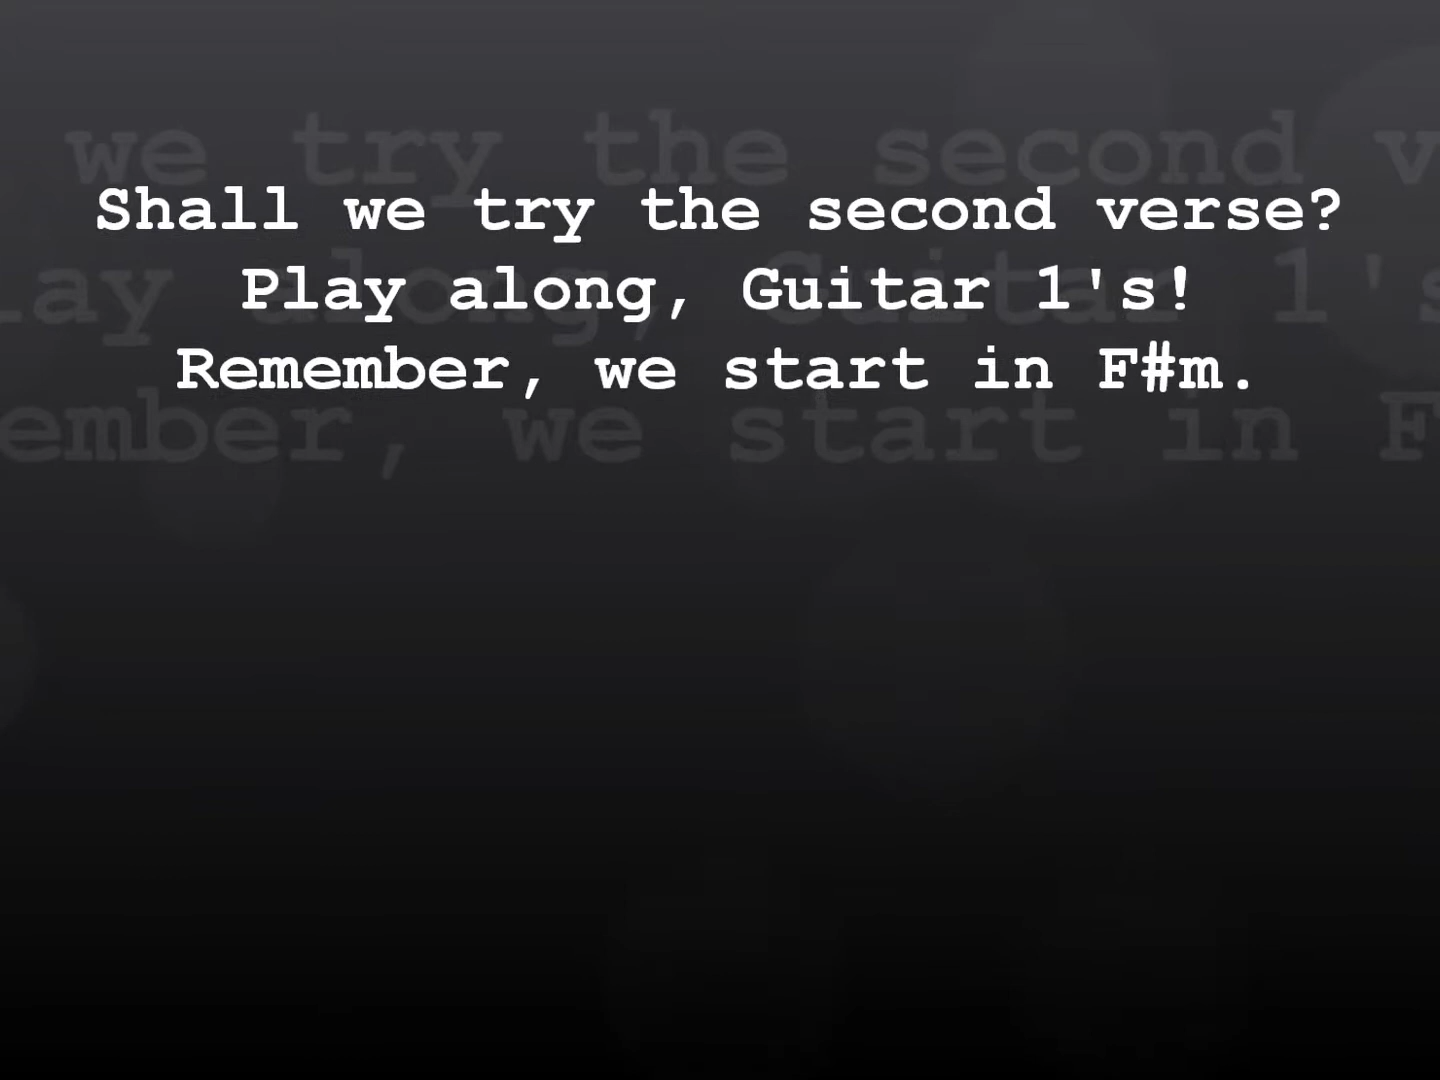 Shall we try the second verse?
Play along, Guitar 1's!
Remember, we start in F#m.